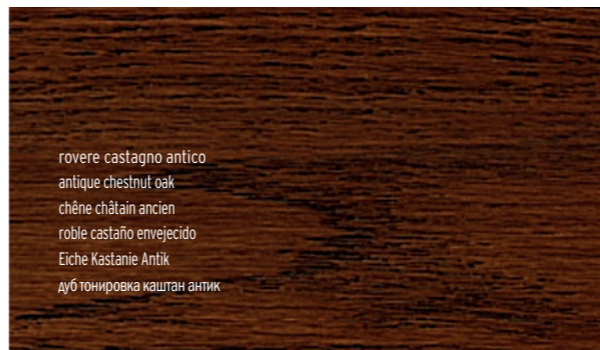 rovere castagno antico
antique chestnut oak
chêne châtain ancien
roble castaño envejecido
Eiche Kastanie Antik
дуб тонировка каштан антик